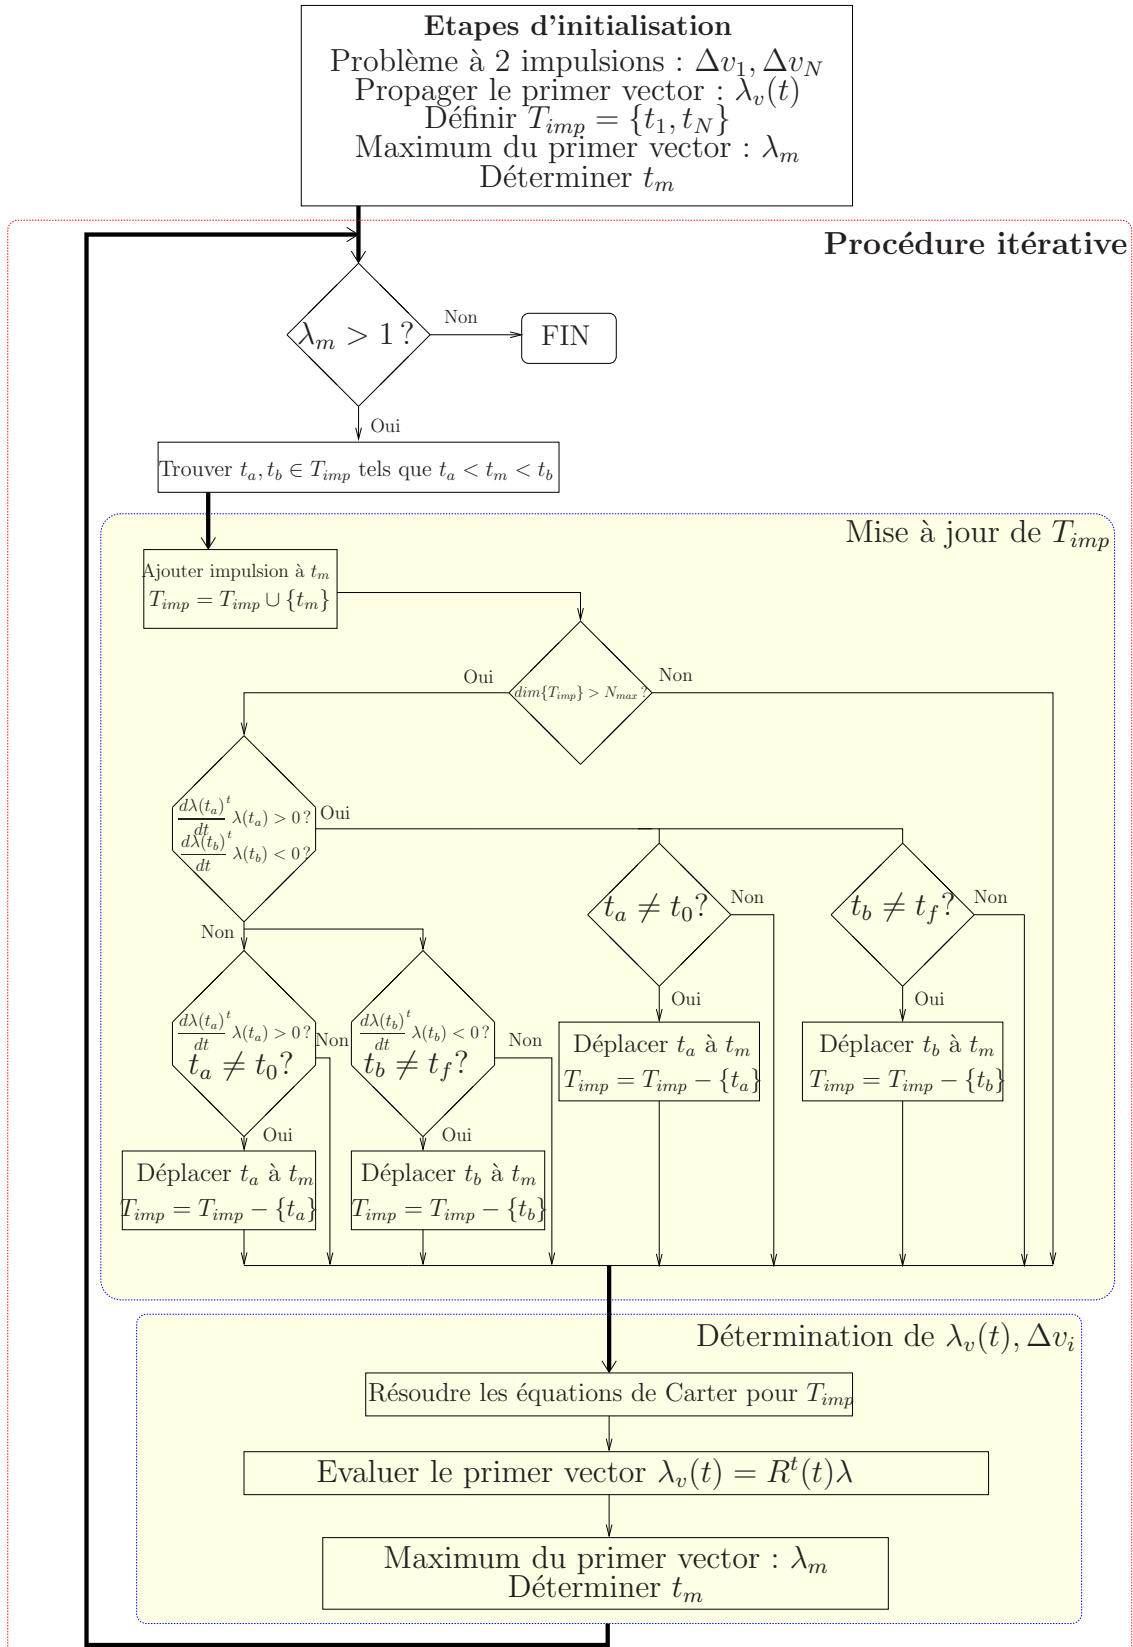 Etapes d'initialisation
Problème à 2 impulsions : Δv₁, Δv_N
Propager le primer vector : λ_v(t)
Définir T_imp = {t₁, t_N}
Maximum du primer vector : λ_m
Déterminer t_m
Procédure itérative
λ_m > 1 ?
Non
FIN
Oui
Trouver t_a, t_b ∈ T_imp tels que t_a < t_m < t_b
Mise à jour de T_imp
Ajouter impulsion à t_m
T_imp = T_imp ∪ {t_m}
Oui
dim{T_imp} > N_max ?
Non
dλ(t_a)^t/dt λ(t_a) > 0 ?
dλ(t_b)^t/dt λ(t_b) < 0 ?
Oui
Non
t_a ≠ t_0?
Non
Oui
t_b ≠ t_f?
Non
Oui
dλ(t_a)^t/dt λ(t_a) > 0 ?
t_a ≠ t_0?
Non
Oui
dλ(t_b)^t/dt λ(t_b) < 0 ?
t_b ≠ t_f?
Non
Oui
Déplacer t_a à t_m
T_imp = T_imp − {t_a}
Déplacer t_b à t_m
T_imp = T_imp − {t_b}
Déplacer t_a à t_m
T_imp = T_imp − {t_a}
Déplacer t_b à t_m
T_imp = T_imp − {t_b}
Détermination de λ_v(t), Δv_i
Résoudre les équations de Carter pour T_imp
Evaluer le primer vector λ_v(t) = R^t(t)λ
Maximum du primer vector : λ_m
Déterminer t_m